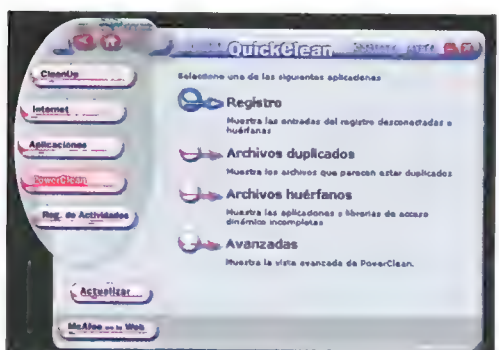 QuickClean
CleanUp
Internet
Aplicaciones
PowerClean
Reg. de Actividades
Actualizar
McAfee en la Web
Seleccione una de las siguientes aplicaciones
Registro
Muestra las entradas del registro desconectadas o
huérfanas
Archivos duplicados
Muestra los archivos que parecen estar duplicados
Archivos huérfanos
Muestra las aplicaciones o librerías de acceso
dinámico incompletas
Avanzadas
Muestra la vista avanzada de PowerClean.